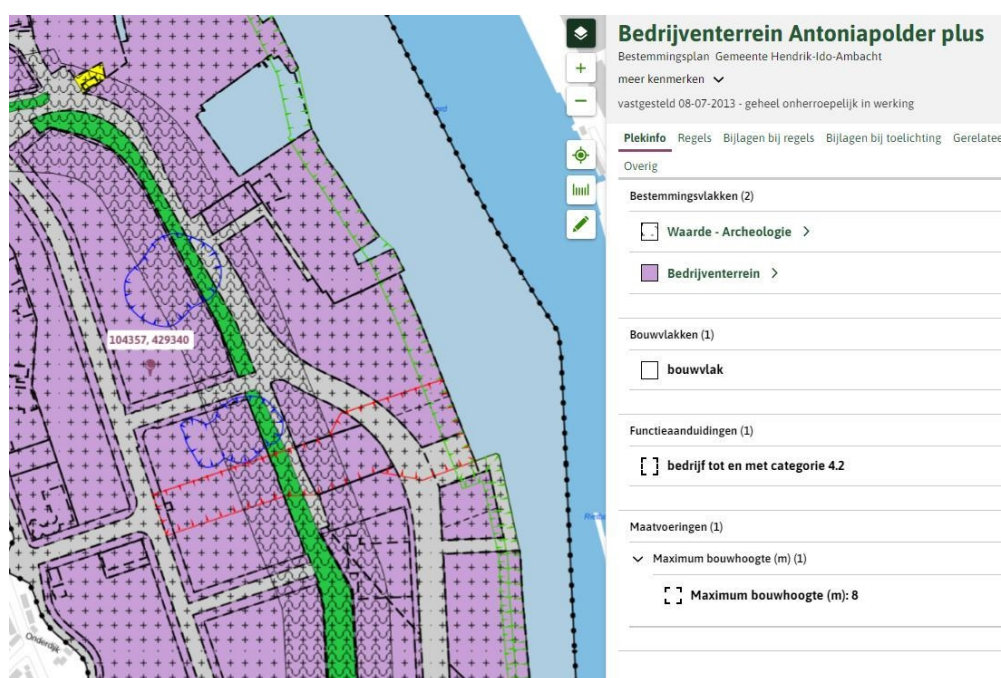 104357, 429340
Onderdijk
Bedrijventerrein Antoniapolder plus
Bestemmingsplan Gemeente Hendrik-Ido-Ambacht
meer kenmerken
vastgesteld 08-07-2013 - geheel onherroepelijk in werking
Plekinfo Regels Bijlagen bij regels Bijlagen bij toelichting Gerelatee
Overig
Bestemmingsvlakken (2)
Waarde - Archeologie
Bedrijventerrein
Bouwvlakken (1)
bouwvlak
Functieaanduidingen (1)
bedrijf tot en met categorie 4.2
Maatvoeringen (1)
Maximum bouwhoogte (m) (1)
Maximum bouwhoogte (m): 8